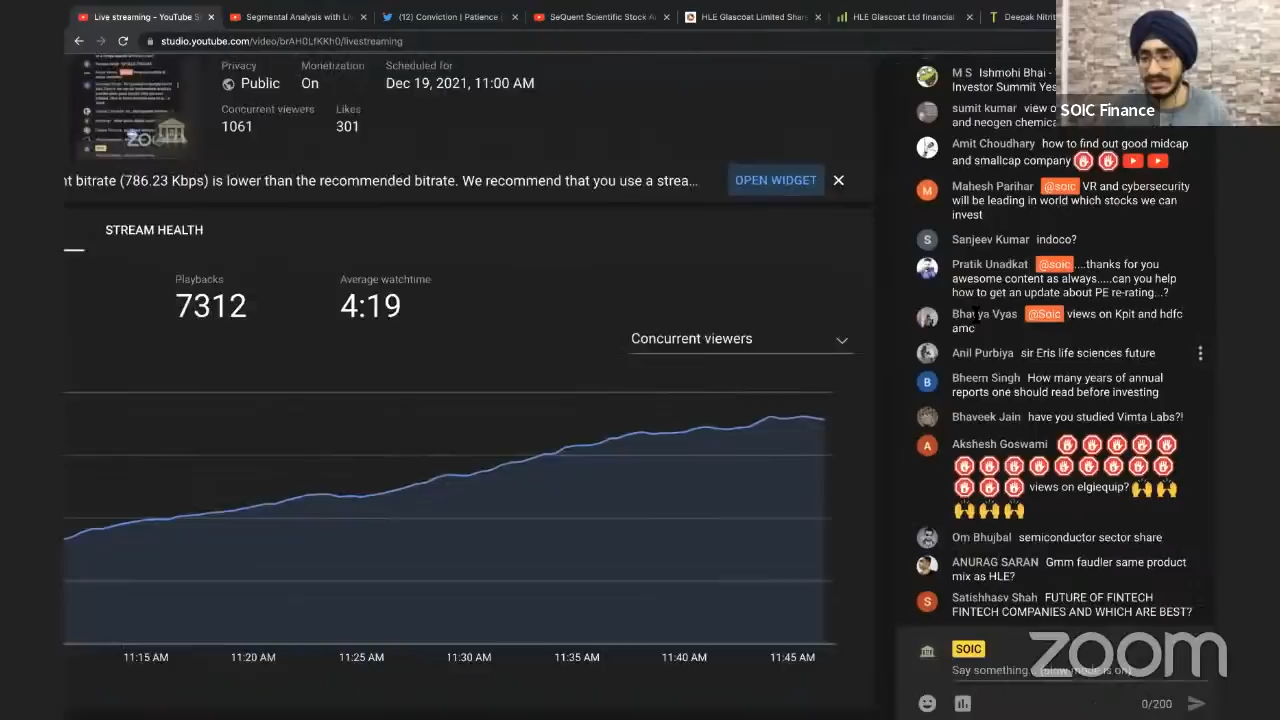 Live streaming - YouTube S
Segmental Analysis with Li
(12) Conviction | Patience |
SeQuent Scientific Stock A
HLE Glascoat Limited Share
HLE Glascoat Ltd financial
Deepak Nitrit
studio.youtube.com/video/brAH0LfKKh0/livestreaming
Privacy
Monetization
Scheduled for
Public
On
Dec 19, 2021, 11:00 AM
Concurrent viewers
Likes
1061
301
nt bitrate (786.23 Kbps) is lower than the recommended bitrate. We recommend that you use a strea...
OPEN WIDGET
STREAM HEALTH
Playbacks
Average watchtime
7312
4:19
Concurrent viewers
11:15 AM
11:20 AM
11:25 AM
11:30 AM
11:35 AM
11:40 AM
11:45 AM
SOIC Finance
M S: Ishmohi Bhai -
Investor Summit Yes
sumit kumar view o
and neogen chemica
Amit Choudhary how to find out good midcap
and smallcap company
Mahesh Parihar @soic VR and cybersecurity
will be leading in world which stocks we can
invest
Sanjeev Kumar indoco?
Pratik Unadkat @soic....thanks for you
awesome content as always.....can you help
how to get an update about PE re-rating...?
Vyas @Soic views on Kpit and hdfc
amc
Anil Purbiya sir Eris life sciences future
Bheem Singh How many years of annual
reports one should read before investing
Bhaveek Jain have you studied Vimta Labs?!
Akshesh Goswami
views on elgiequip?
Om Bhujbal semiconductor sector share
ANURAG SARAN Gmm faudler same product
mix as HLE?
Satishhasv Shah FUTURE OF FINTECH
FINTECH COMPANIES AND WHICH ARE BEST?
SOIC
Say something... (slow mode is on)
0/200
zoom